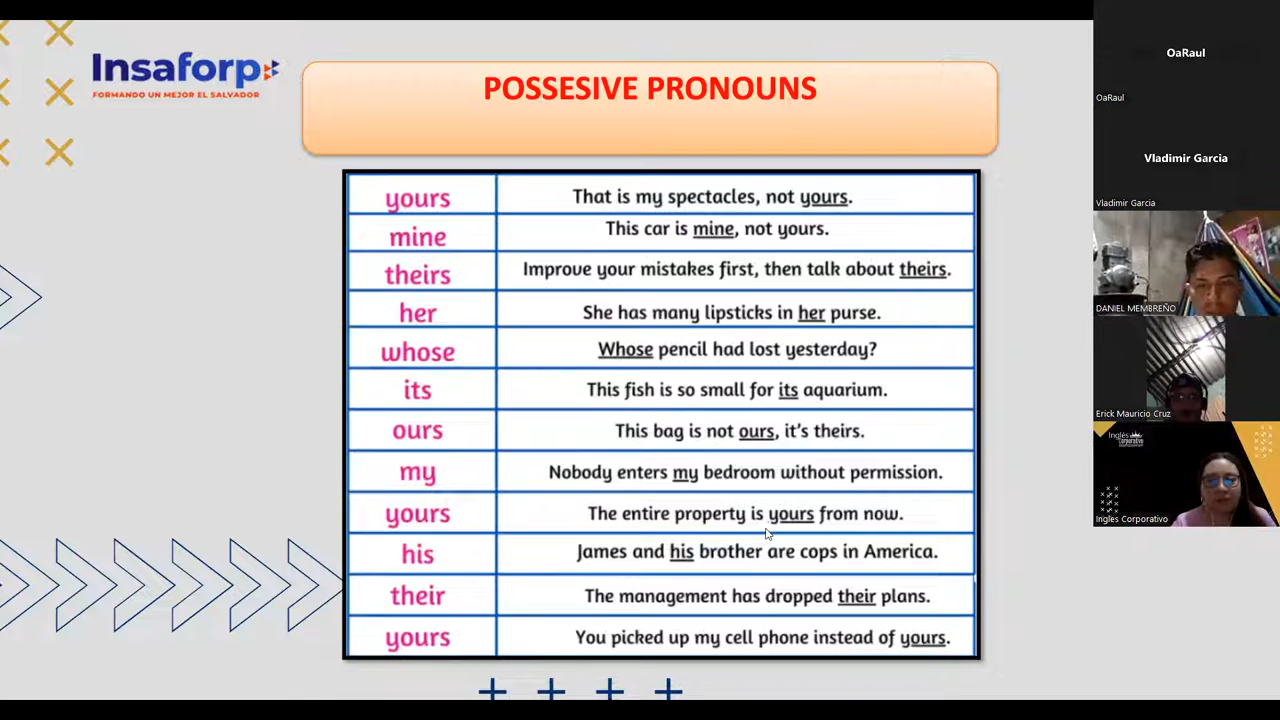 Insaforp
FORMANDO UN MEJOR EL SALVADOR
POSSESIVE PRONOUNS
yours That is my spectacles, not yours.
mine This car is mine, not yours.
theirs Improve your mistakes first, then talk about theirs.
her She has many lipsticks in her purse.
whose Whose pencil had lost yesterday?
its This fish is so small for its aquarium.
ours This bag is not ours, it's theirs.
my Nobody enters my bedroom without permission.
yours The entire property is yours from now.
his James and his brother are cops in America.
their The management has dropped their plans.
yours You picked up my cell phone instead of yours.
OaRaul
OaRaul
Vladimir Garcia
Vladimir Garcia
DANIEL MEMBREÑO
Erick Mauricio Cruz
Inglés
Corporativo
Ingles Corporativo